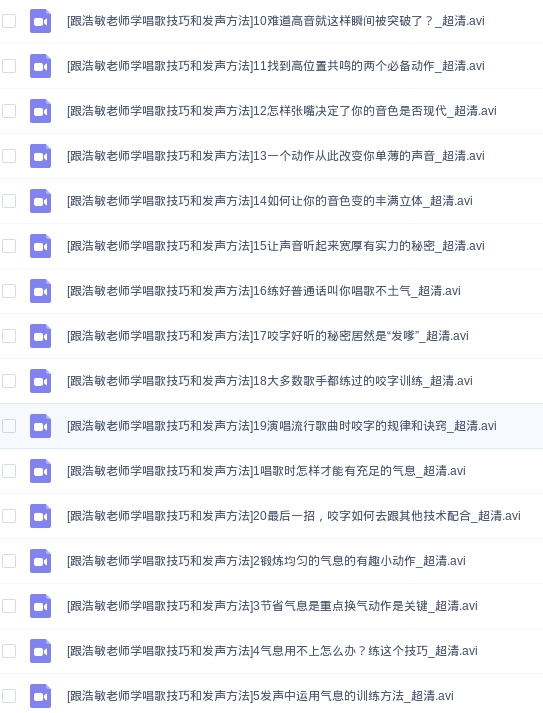 [跟浩敏老师学唱歌技巧和发声方法]10难道高音就这样瞬间被突破了？_超清.avi
[跟浩敏老师学唱歌技巧和发声方法]11找到高位置共鸣的两个必备动作_超清.avi
[跟浩敏老师学唱歌技巧和发声方法]12怎样张嘴决定了你的音色是否现代_超清.avi
[跟浩敏老师学唱歌技巧和发声方法]13一个动作从此改变你单薄的声音_超清.avi
[跟浩敏老师学唱歌技巧和发声方法]14如何让你的音色变的丰满立体_超清.avi
[跟浩敏老师学唱歌技巧和发声方法]15让声音听起来宽厚有实力的秘密_超清.avi
[跟浩敏老师学唱歌技巧和发声方法]16练好普通话叫你唱歌不土气_超清.avi
[跟浩敏老师学唱歌技巧和发声方法]17咬字好听的秘密居然是“发嗲”_超清.avi
[跟浩敏老师学唱歌技巧和发声方法]18大多数歌手都练过的咬字训练_超清.avi
[跟浩敏老师学唱歌技巧和发声方法]19演唱流行歌曲时咬字的规律和诀窍_超清.avi
[跟浩敏老师学唱歌技巧和发声方法]1唱歌时怎样才能有充足的气息_超清.avi
[跟浩敏老师学唱歌技巧和发声方法]20最后一招，咬字如何去跟其他技术配合_超清.avi
[跟浩敏老师学唱歌技巧和发声方法]2锻炼均匀的气息的有趣小动作_超清.avi
[跟浩敏老师学唱歌技巧和发声方法]3节省气息是重点换气动作是关键_超清.avi
[跟浩敏老师学唱歌技巧和发声方法]4气息用不上怎么办？练这个技巧_超清.avi
[跟浩敏老师学唱歌技巧和发声方法]5发声中运用气息的训练方法_超清.avi